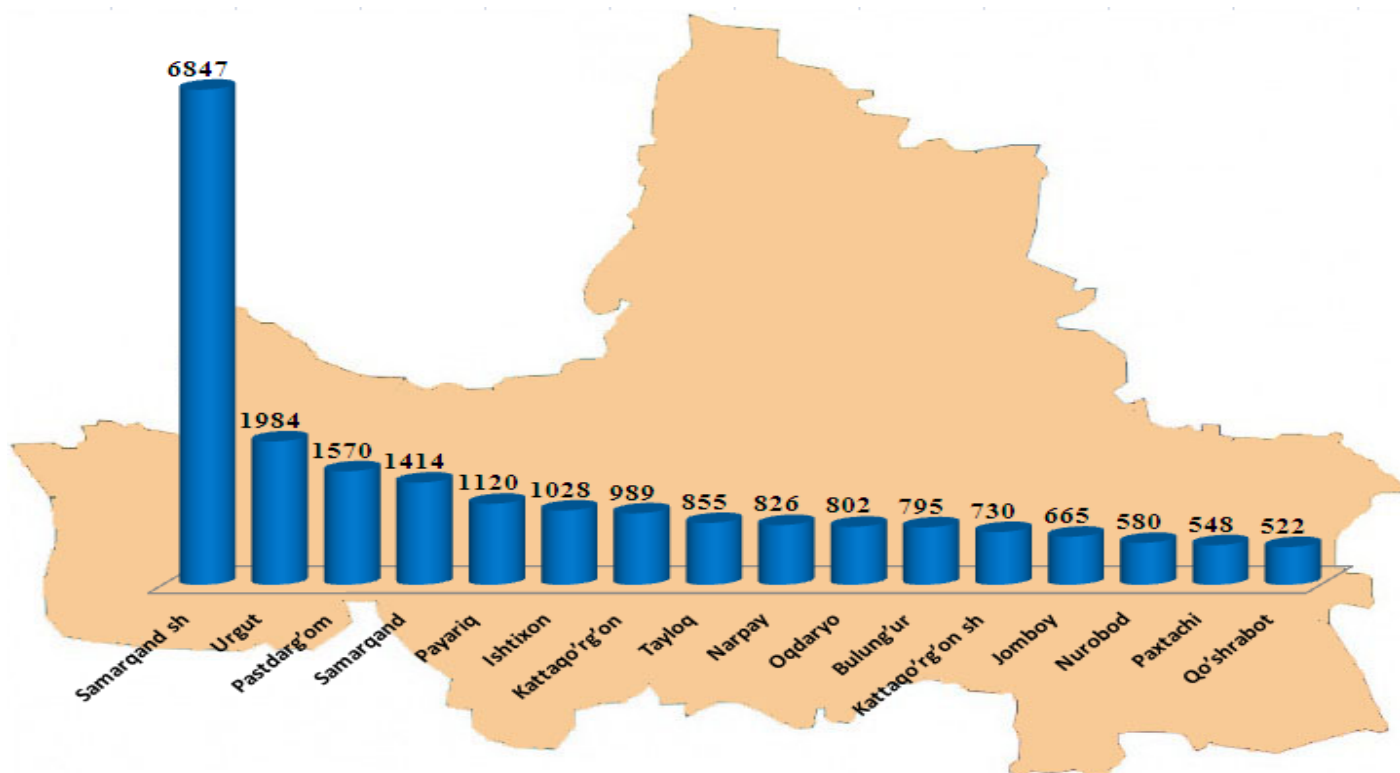 6847
1984
1570
1414
1120
1028
989
855
826
802
795
730
665
580
548
522
Samarqand sh
Urgut
Pastdarg’om
Samarqand
Payariq
Ishtixon
Kattaqo’rg’on
Tayloq
Narpay
Oqdaryo
Bulung’ur
Kattaqo’rg’on sh
Jomboy
Nurobod
Paxtachi
Qo’shrabot